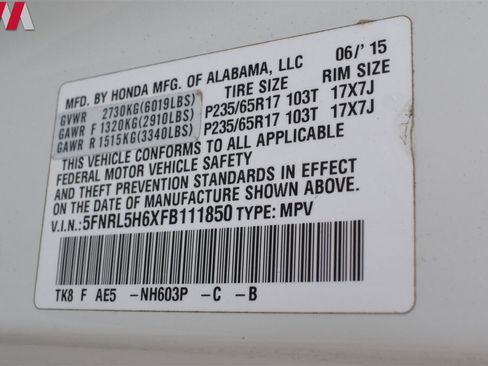 MFD. BY HONDA MFG. OF ALABAMA, LLC 06/ 15
TIRE SIZE RIM SIZE
GVWR 2730KG(6019LBS)
GAWR F 1320KG(2910LBS) P235/65R17 103T 17X7J
GAWR R 1515KG(3340LBS) P235/65R17 103T 17X7J
THIS VEHICLE CONFORMS TO ALL APPLICABLE
FEDERAL MOTOR VEHICLE SAFETY
AND THEFT PREVENTION STANDARDS IN EFFECT
ON THE DATE OF MANUFACTURE SHOWN ABOVE.
V.I.N.:5FNRL5H6XFB111850 TYPE: MPV
TK8 F AE5 -NH603P -C -B